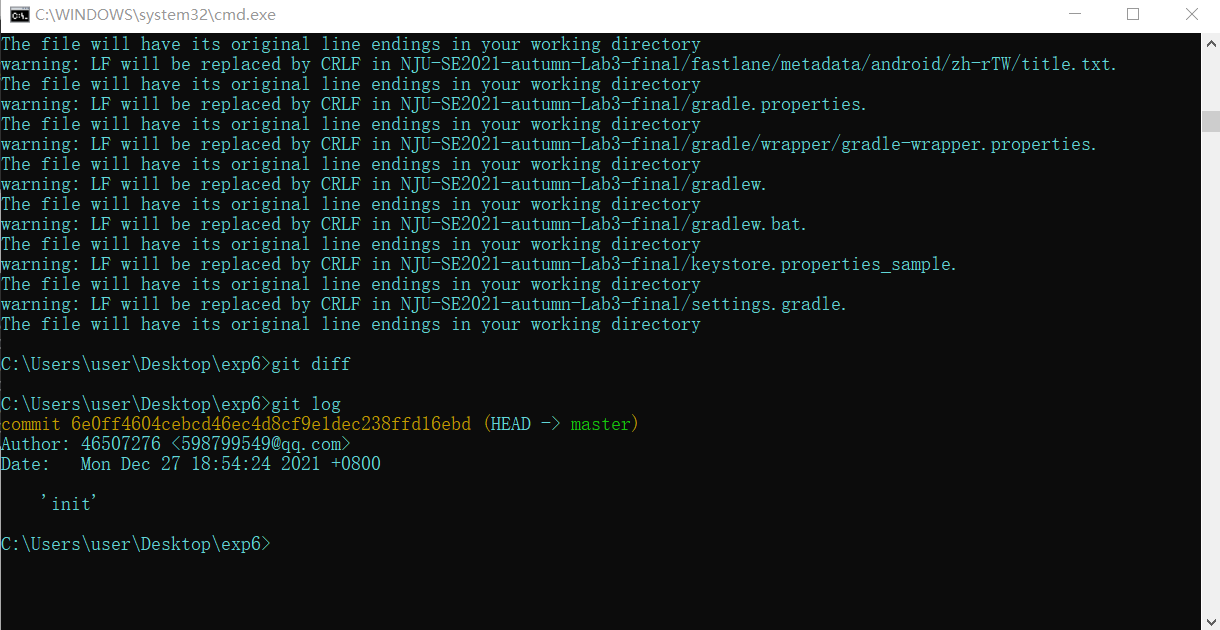 C:\WINDOWS\system32\cmd.exe
The file will have its original line endings in your working directory
warning: LF will be replaced by CRLF in NJU-SE2021-autumn-Lab3-final/fastlane/metadata/android/zh-rTW/title.txt.
The file will have its original line endings in your working directory
warning: LF will be replaced by CRLF in NJU-SE2021-autumn-Lab3-final/gradle.properties.
The file will have its original line endings in your working directory
warning: LF will be replaced by CRLF in NJU-SE2021-autumn-Lab3-final/gradle/wrapper/gradle-wrapper.properties.
The file will have its original line endings in your working directory
warning: LF will be replaced by CRLF in NJU-SE2021-autumn-Lab3-final/gradlew.
The file will have its original line endings in your working directory
warning: LF will be replaced by CRLF in NJU-SE2021-autumn-Lab3-final/gradlew.bat.
The file will have its original line endings in your working directory
warning: LF will be replaced by CRLF in NJU-SE2021-autumn-Lab3-final/keystore.properties_sample.
The file will have its original line endings in your working directory
warning: LF will be replaced by CRLF in NJU-SE2021-autumn-Lab3-final/settings.gradle.
The file will have its original line endings in your working directory
C:\Users\user\Desktop\exp6>git diff
C:\Users\user\Desktop\exp6>git log
commit 6e0ff4604cebcd46ec4d8cf9e1dec238ffd16ebd (HEAD -> master)
Author: 46507276 <598799549@qq.com>
Date:   Mon Dec 27 18:54:24 2021 +0800
'init'
C:\Users\user\Desktop\exp6>